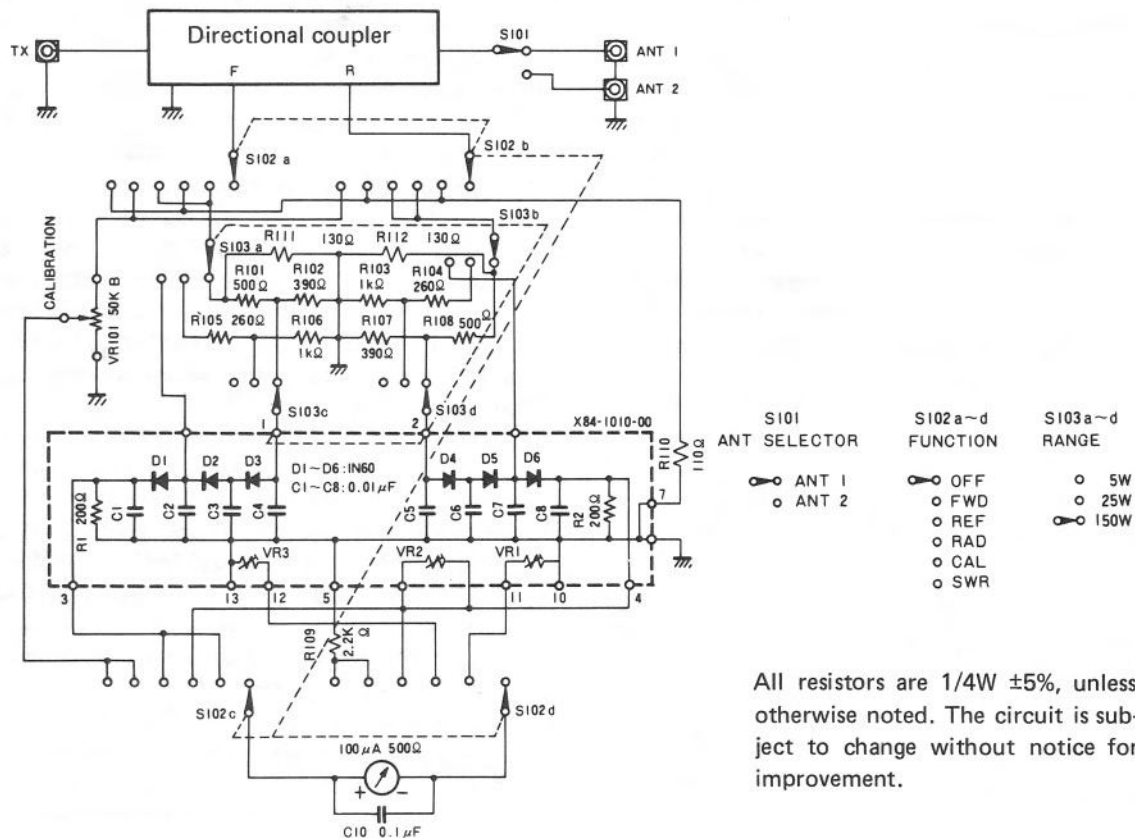 Directional coupler
TX
F
R
S101
ANT 1
ANT 2
S102 a
S102 b
S103 a
S103b
CALIBRATION
VR101 50K B
R111
130Ω
R112
130Ω
R101
500Ω
R102
390Ω
R103
1kΩ
R104
260Ω
R105
260Ω
R106
1kΩ
R107
390Ω
R108
500Ω
1
S103c
2
S103d
X84-1010-00
R110
110Ω
D1
D2
D3
D1~D6:IN60
C1~C8:0.01μF
D4
D5
D6
R1 200Ω
C1
C2
C3
C4
C5
C6
C7
C8
R2
200Ω
7
VR3
VR2
VR1
3
13
12
5
11
10
4
R109
2.2K
Ω
S102c
S102d
100μA 500Ω
+
-
C10 0.1μF
S101
ANT SELECTOR
ANT 1
ANT 2
S102a~d
FUNCTION
OFF
FWD
REF
RAD
CAL
SWR
S103a~d
RANGE
5W
25W
150W
All resistors are 1/4W ±5%, unless
otherwise noted. The circuit is sub-
ject to change without notice for
improvement.